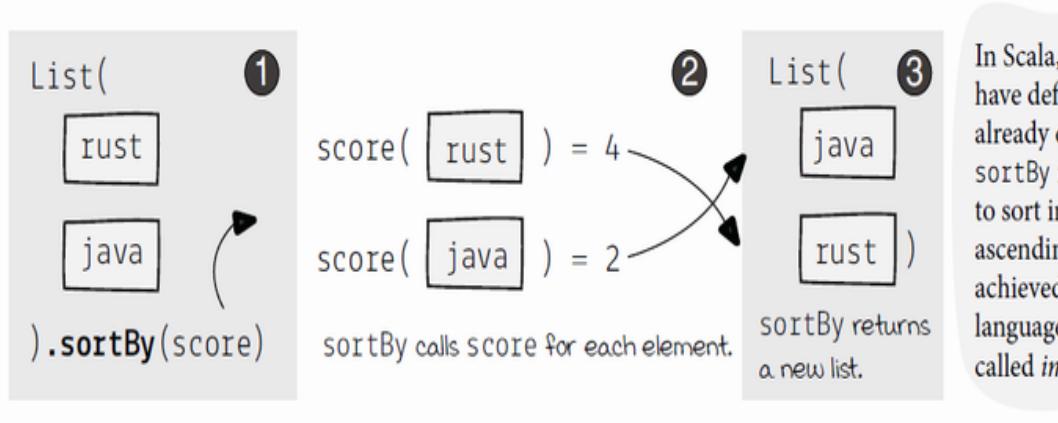 List( 1
rust
java
).sortBy(score)
2
score( rust ) = 4
score( java ) = 2
sortBy calls score for each element.
List( 3
java
rust )
sortBy returns
a new list.
In Scala,
have def
already
sortBy
to sort in
ascendin
achieved
language
called in